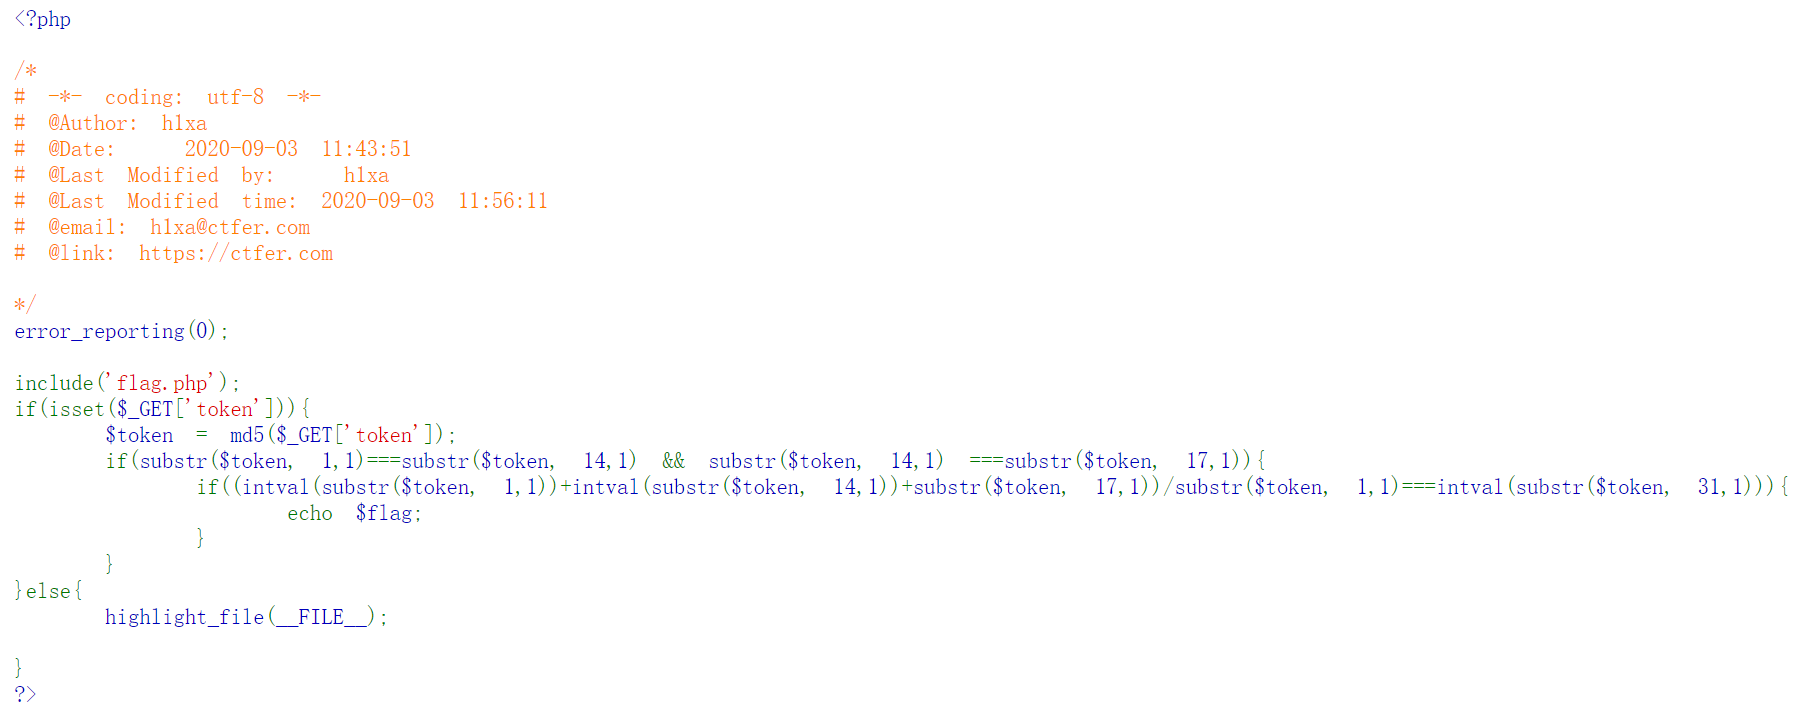 <?php
/*
# -*- coding: utf-8 -*-
# @Author: h1xa
# @Date: 2020-09-03 11:43:51
# @Last Modified by: h1xa
# @Last Modified time: 2020-09-03 11:56:11
# @email: h1xa@ctfer.com
# @link: https://ctfer.com
*/
error_reporting(0);
include('flag.php');
if(isset($_GET['token'])){
$token = md5($_GET['token']);
if(substr($token, 1,1)===substr($token, 14,1) && substr($token, 14,1) ===substr($token, 17,1)){
if((intval(substr($token, 1,1))+intval(substr($token, 14,1))+substr($token, 17,1))/substr($token, 1,1)===intval(substr($token, 31,1))){
echo $flag;
}
}
}else{
highlight_file(__FILE__);
}
?>